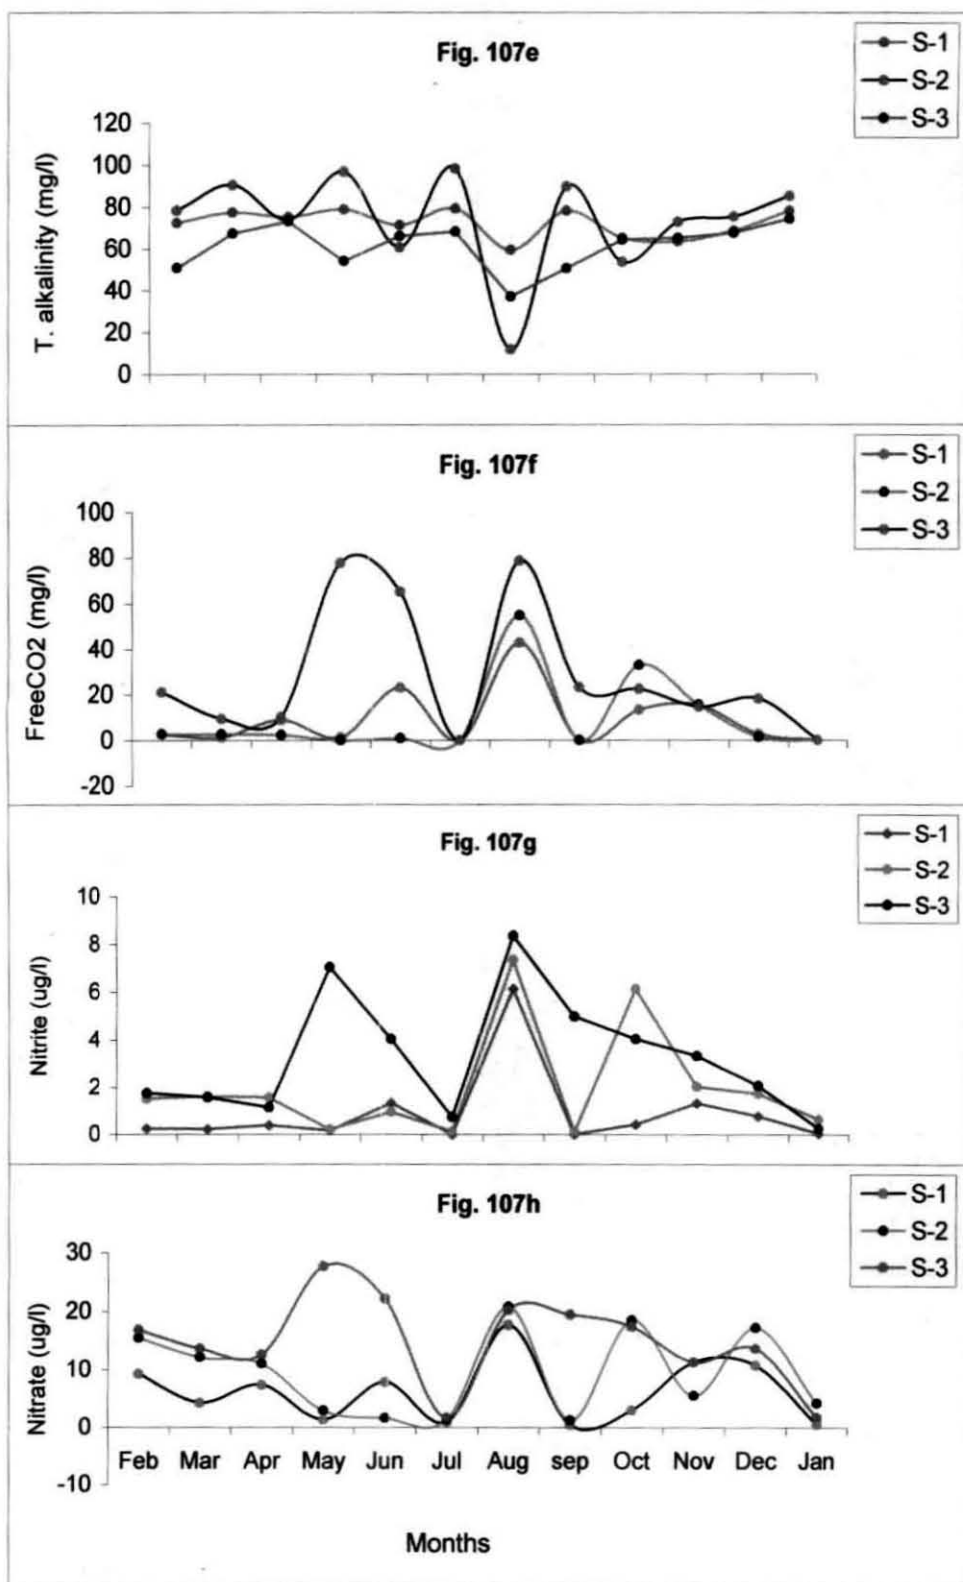 Fig. 107e
S-1
S-2
S-3
T. alkalinity (mg/l)
120
100
80
60
40
20
0
Fig. 107f
S-1
S-2
S-3
FreeCO2 (mg/l)
100
80
60
40
20
0
-20
Fig. 107g
S-1
S-2
S-3
Nitrite (ug/l)
10
8
6
4
2
0
Fig. 107h
S-1
S-2
S-3
Nitrate (ug/l)
30
20
10
0
-10
Feb Mar Apr May Jun Jul Aug sep Oct Nov Dec Jan
Months